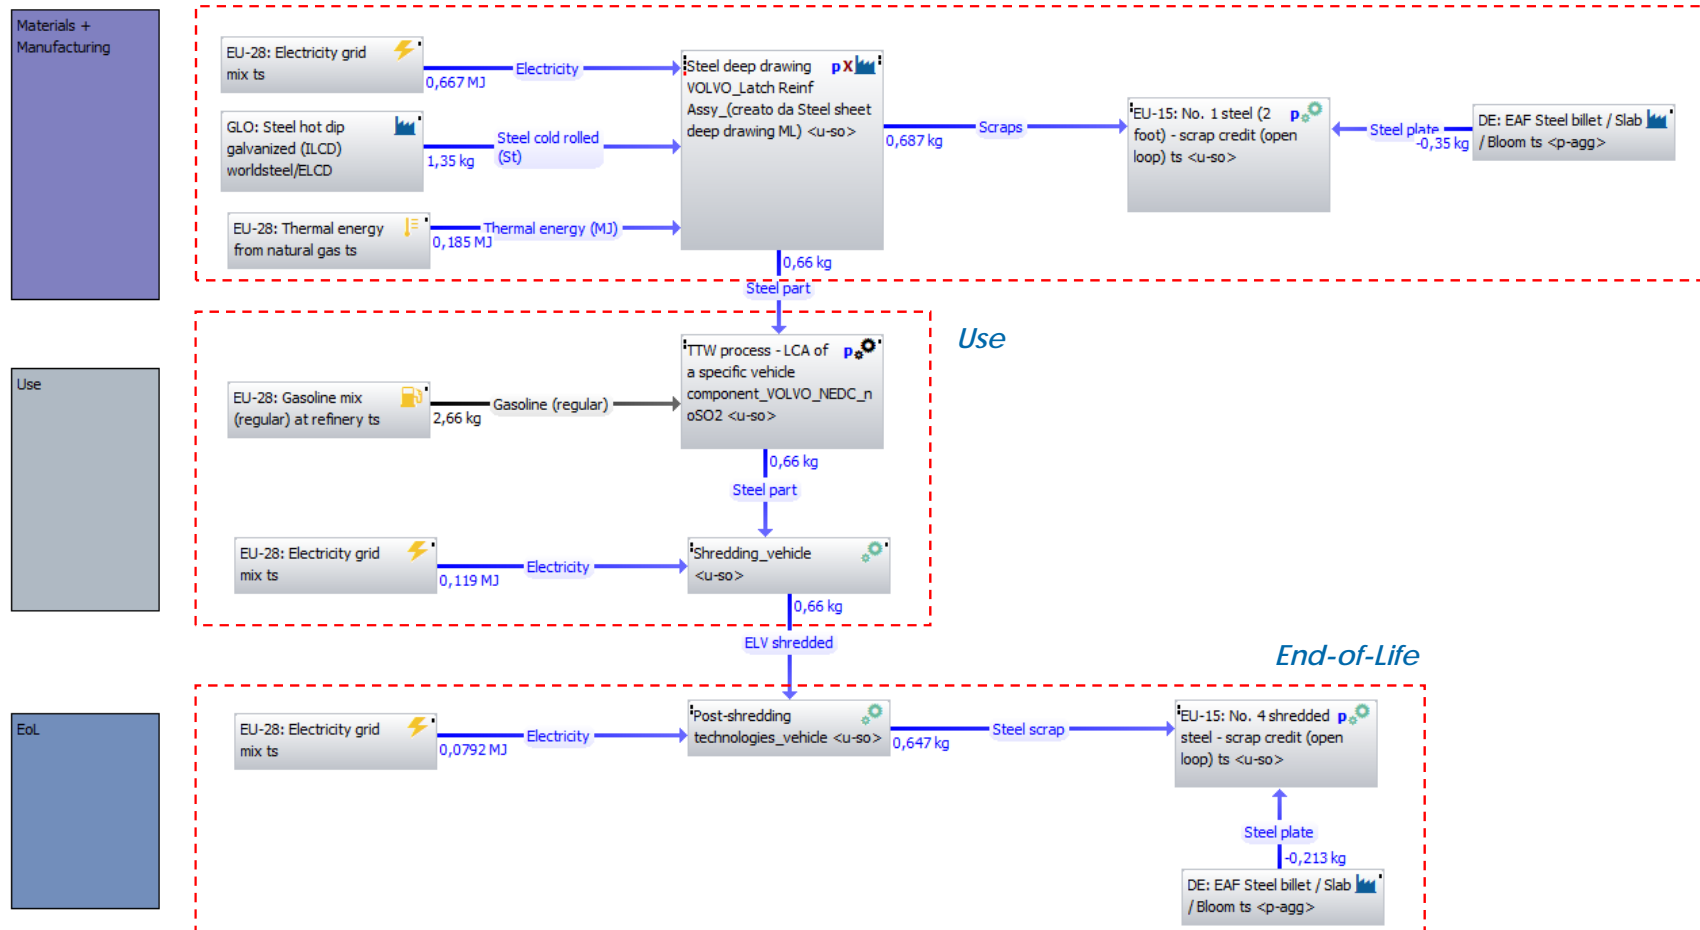 Materials +
Manufacturing
EU-28: Electricity grid
mix ts
0,667 MJ
Electricity
GLO: Steel hot dip
galvanized (ILCD)
worldsteel/ELCD
1,35 kg
Steel cold rolled
(St)
EU-28: Thermal energy
from natural gas ts
0,185 MJ
Thermal energy (MJ)
Steel deep drawing
pX
VOLVO_Latch Reinf
Assy_(creato da Steel sheet
deep drawing ML) <u-so>
0,687 kg
Scraps
EU-15: No. 1 steel (2
p
foot) - scrap credit (open
loop) ts <u-so>
Steel plate
-0,35 kg
DE: EAF Steel billet / Slab
/ Bloom ts <p-agg>
0,66 kg
Steel part
Use
Use
TTW process - LCA of
p
a specific vehicle
component_VOLVO_NEDC_n
oSO2 <u-so>
EU-28: Gasoline mix
(regular) at refinery ts
2,66 kg
Gasoline (regular)
0,66 kg
Steel part
EU-28: Electricity grid
mix ts
0,119 MJ
Electricity
Shredding_vehicle
<u-so>
0,66 kg
ELV shredded
End-of-Life
EoL
EU-28: Electricity grid
mix ts
0,0792 MJ
Electricity
Post-shredding
technologies_vehicle <u-so>
0,647 kg
Steel scrap
EU-15: No. 4 shredded
p
steel - scrap credit (open
loop) ts <u-so>
Steel plate
-0,213 kg
DE: EAF Steel billet / Slab
/ Bloom ts <p-agg>